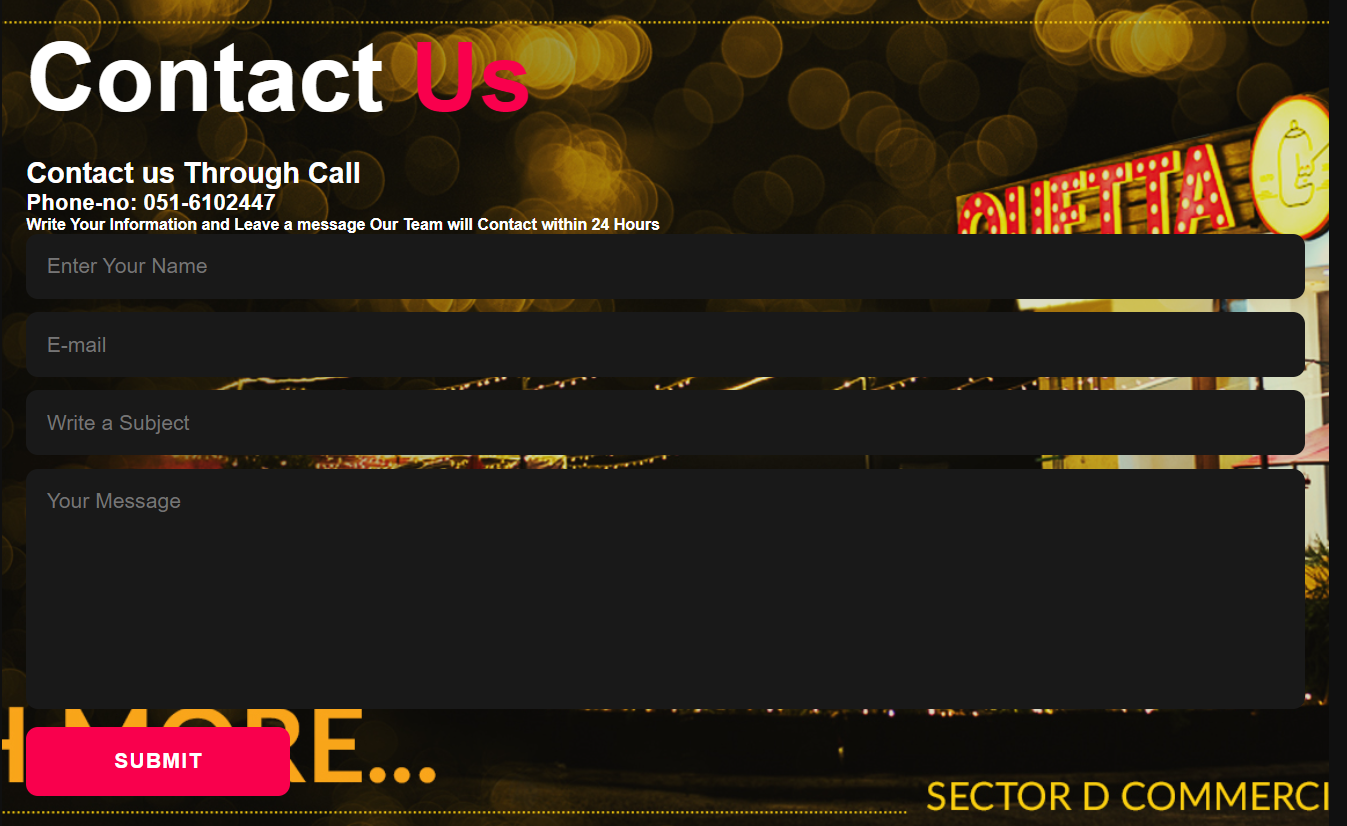 Contact Us
QUETTA
Contact us Through Call
Phone-no: 051-6102447
Write Your Information and Leave a message Our Team will Contact within 24 Hours
Enter Your Name
E-mail
Write a Subject
Your Message
SUBMIT
SECTOR D COMMERCI